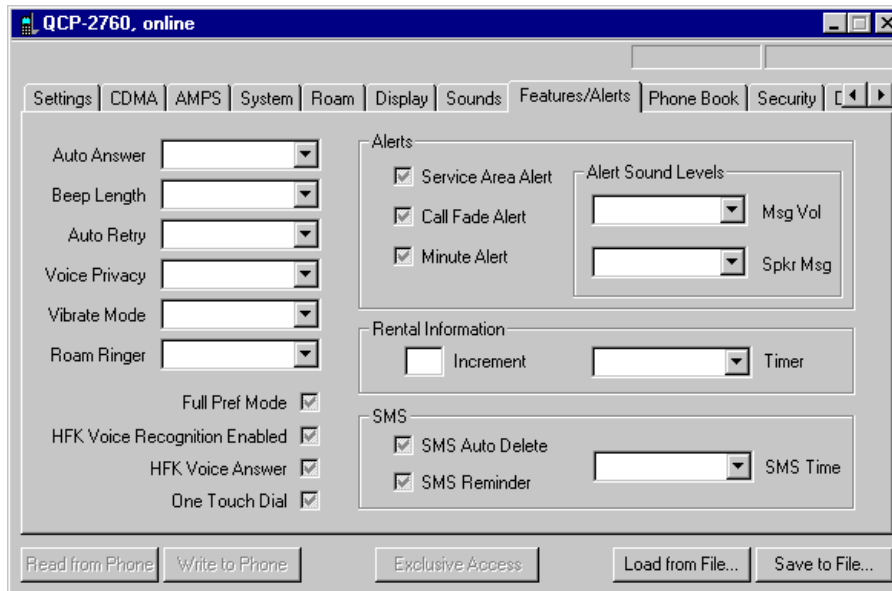 QCP-2760, online
Settings CDMA AMPS System Roam Display Sounds Features/Alerts Phone Book Security
Auto Answer
Beep Length
Auto Retry
Voice Privacy
Vibrate Mode
Roam Ringer
Full Pref Mode
HFK Voice Recognition Enabled
HFK Voice Answer
One Touch Dial
Alerts
Service Area Alert
Call Fade Alert
Minute Alert
Alert Sound Levels
Msg Vol
Spkr Msg
Rental Information
Increment
Timer
SMS
SMS Auto Delete
SMS Reminder
SMS Time
Read from Phone Write to Phone Exclusive Access Load from File... Save to File...